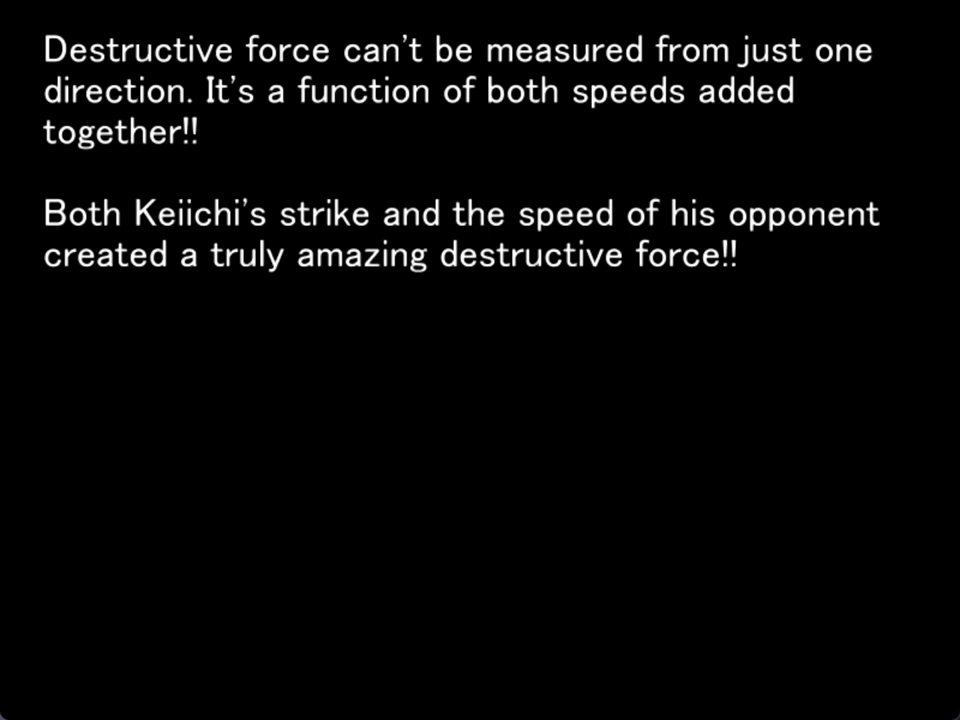 Destructive force can't be measured from just one
direction. It's a function of both speeds added
together!!
Both Keiichi's strike and the speed of his opponent
created a truly amazing destructive force!!